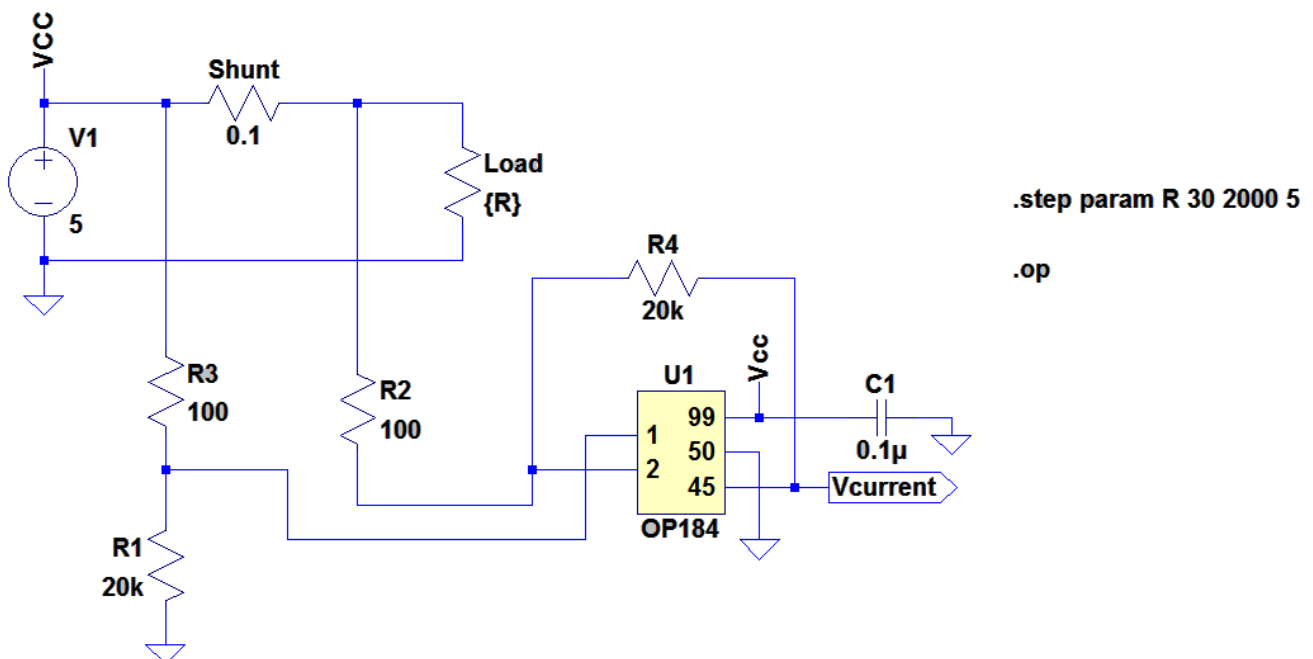 VCC
Shunt
0.1
V1
5
Load
{R}
.step param R 30 2000 5
.op
R4
20k
R3
100
R2
100
Vcc
U1
C1
0.1µ
99
1
50
2
45
Vcurrent
OP184
R1
20k